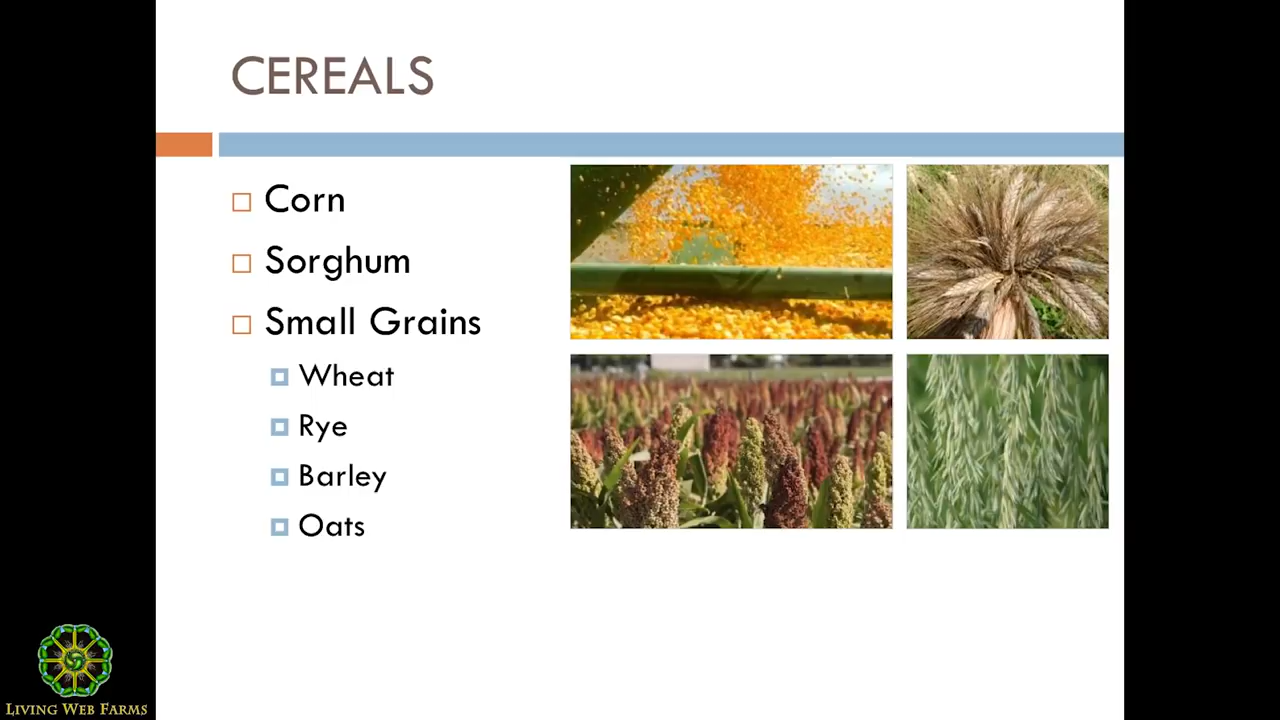 CEREALS
Corn
Sorghum
Small Grains
Wheat
Rye
Barley
Oats
LIVING WEB FARMS